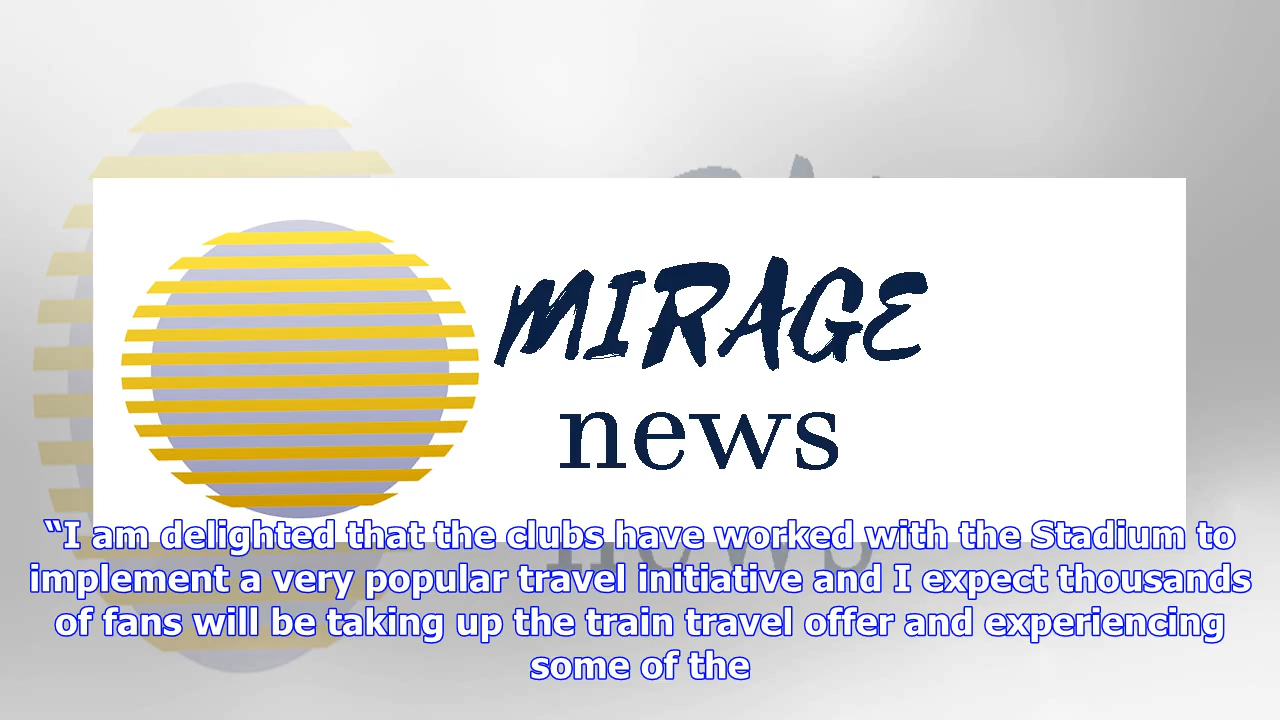 MIRAGE
news
“I am delighted that the clubs have worked with the Stadium to
implement a very popular travel initiative and I expect thousands
of fans will be taking up the train travel offer and experiencing
some of the